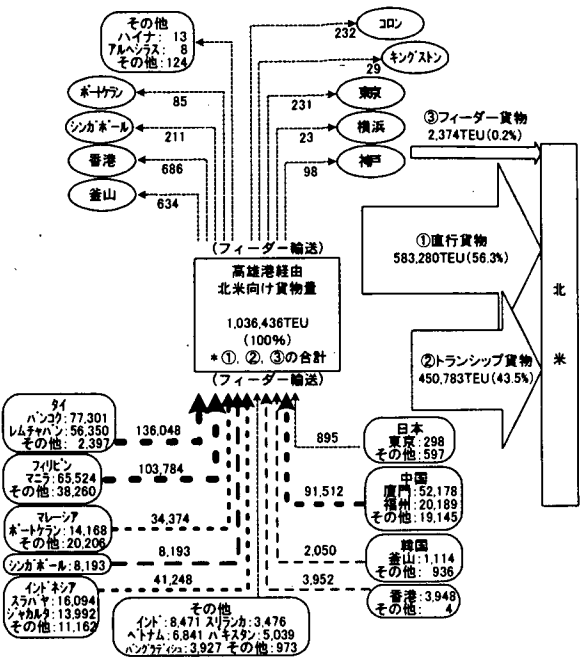 その他
ハイナ: 13
アルヘシラス: 8
その他:124
232
コロン
29
キングストン
ポートケラン
85
231
東京
シンガポール
211
23
横浜
香港
686
98
神戸
釜山
634
③フィーダー貨物
2,374TEU(0.2%)
①直行貨物
583,280TEU(56.3%)
②トランシップ貨物
450,783TEU(43.5%)
北
米
(フィーダー輸送)
高雄港経由
北米向け貨物量
1,036,436TEU
(100%)
*①, ②, ③の合計
(フィーダー輸送)
タイ
バンコク: 77,301
レムチャバン: 56,350
その他: 2,397
136,048
フィリピン
マニラ: 65,524
その他: 38,260
103,784
マレーシア
ポートケラン: 14,168
その他: 20,206
34,374
シンガポール: 8,193
8,193
インドネシア
スラバヤ: 16,094
ジャカルタ: 13,992
その他: 11,162
41,248
その他
インド: 8,471 スリランカ: 3,476
ベトナム: 6,841 パキスタン: 5,039
バングラディシュ: 3,927 その他: 973
895
日本
東京: 298
その他: 597
91,512
中国
廈門: 52,178
福州: 20,189
その他: 19,145
2,050
韓国
釜山: 1,114
その他: 936
3,952
香港: 3,948
その他: 4